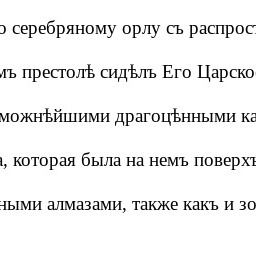 о серебряному орлу съ распрост
мъ престолѣ сидѣлъ Его Царско
можнѣйшими драгоцѣнными ка
, которая была на немъ поверхъ
ными алмазами, также какъ и зо